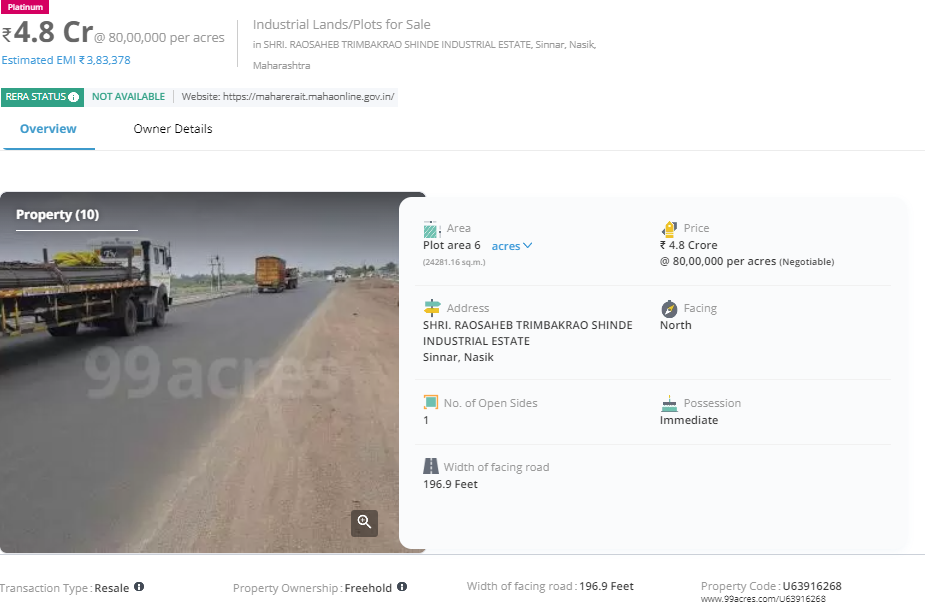 Platinum
₹4.8 Cr @ 80,00,000 per acres
Estimated EMI ₹3,83,378
Industrial Lands/Plots for Sale
in SHRI. RAOSAHEB TRIMBAKRAO SHINDE INDUSTRIAL ESTATE, Sinnar, Nasik,
Maharashtra
RERA STATUS NOT AVAILABLE Website: https://maharerait.mahaonline.gov.in/
Overview Owner Details
Property (10)
99acres
Area
Plot area 6 acres
(24281.16 sq.m.)
Price
₹ 4.8 Crore
@ 80,00,000 per acres (Negotiable)
Address
SHRI. RAOSAHEB TRIMBAKRAO SHINDE
INDUSTRIAL ESTATE
Sinnar, Nasik
Facing
North
No. of Open Sides
1
Possession
Immediate
Width of facing road
196.9 Feet
Transaction Type : Resale
Property Ownership : Freehold
Width of facing road : 196.9 Feet
Property Code : U63916268
www.99acres.com/U63916268